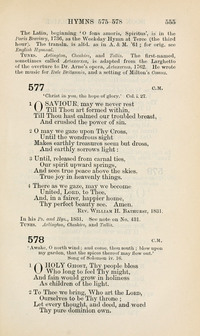 HYMNS 575-578 555
The Latin, beginning 'O fons amoris, Spiritus', is in the
Paris Breviary, 1736, as the Weekday Hymn at Terce (the third
hour). The transln. is altd. as in A. & M. '61; for orig. see
English Hymnal.
TUNES. Arlington, Cheshire, and Tallis. The first-named,
sometimes called Artaxerxes, is adapted from the Larghetto
of the overture to Dr. Arne's opera, Artaxerxes, 1762. He wrote
the music for Rule Britannia, and a setting of Milton's Comus.
577 C.M.
'Christ in you, the hope of glory.' Col. i. 27.
1 O SAVIOUR, may we never rest
Till Thou art formed within,
Till Thou hast calmed our troubled breast,
And crushed the power of sin.
2 O may we gaze upon Thy Cross,
Until the wondrous sight
Makes earthly treasures seem but dross,
And earthly sorrows light:
3 Until, released from carnal ties,
Our spirit upward springs,
And sees true peace above the skies,
True joy in heavenly things.
4 There as we gaze, may we become
United, Lord, to Thee,
And, in a fairer, happier home,
Thy perfect beauty see. Amen.
REV. WILLIAM H. BATHURST, 1831.
In his Ps. and Hys., 1831. See note on No. 431.
TUNES. Arlington, Cheshire, and Tallis.
578 C.M.
'Awake, O north wind; and come, thou south; blow upon
my garden, that the spices thereof may flow out.'
Song of Solomon iv. 16.
1 O HOLY GHOST, Thy people bless
Who long to feel Thy might,
And fain would grow in holiness
As children of the light.
2 To Thee we bring, Who art the LORD,
Ourselves to be Thy throne;
Let every thought, and deed, and word
Thy pure dominion own.